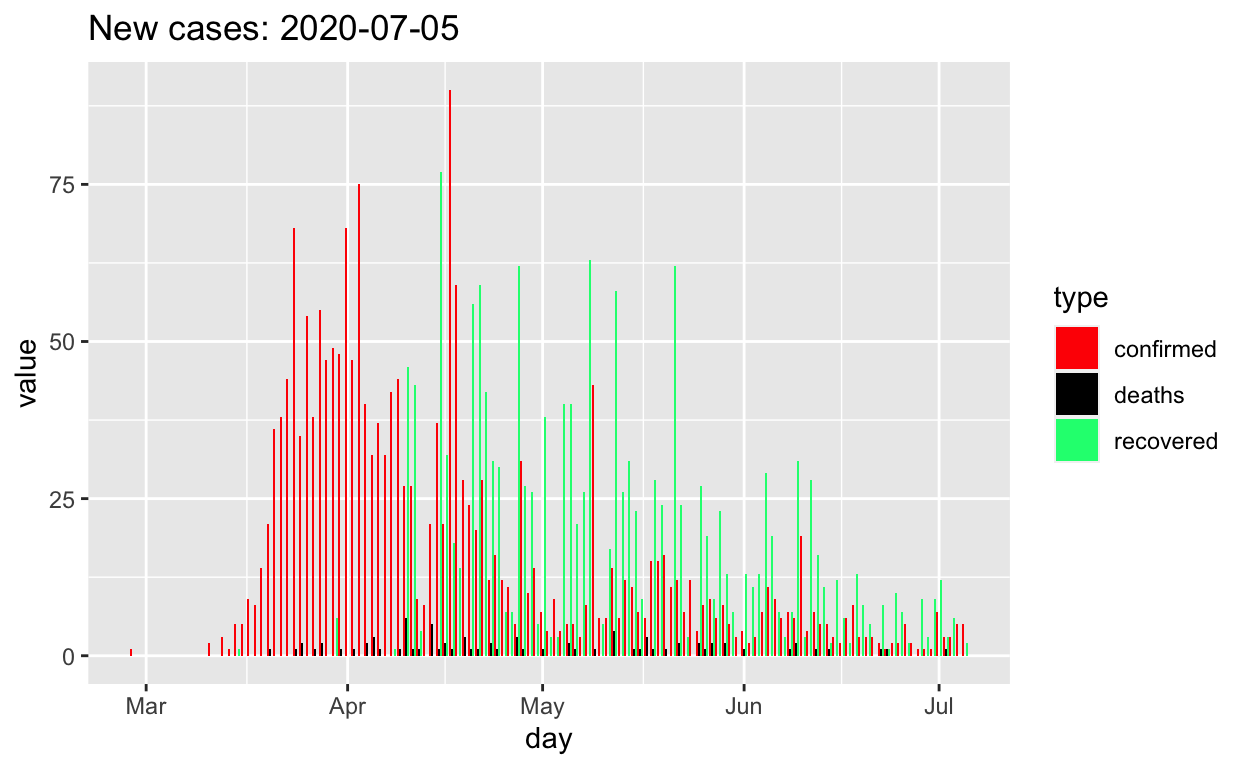 New cases: 2020-07-05
75
50
25
0
value
Mar Apr May Jun Jul
day
type
confirmed
deaths
recovered